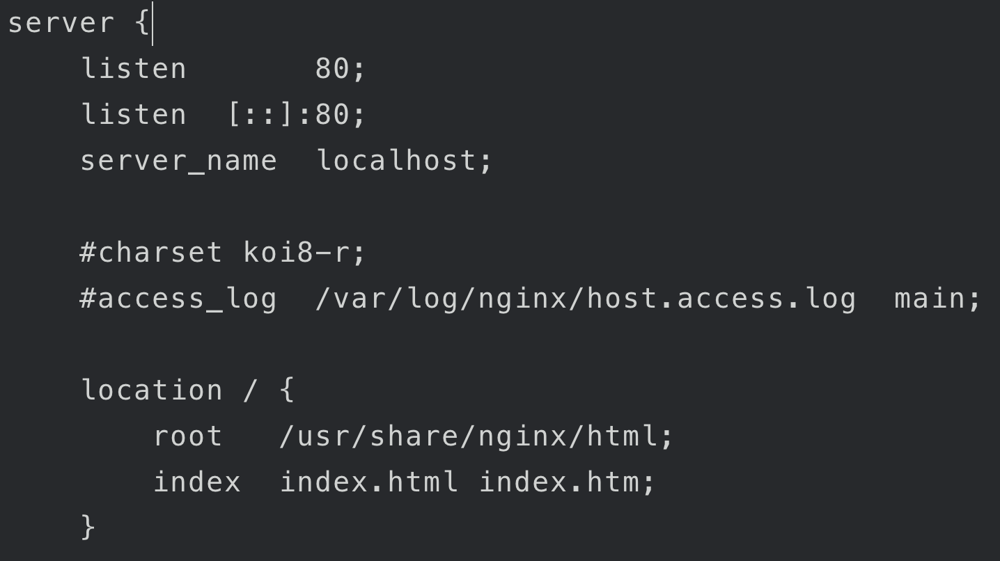 server {
    listen       80;
    listen  [::]:80;
    server_name  localhost;

    #charset koi8-r;
    #access_log  /var/log/nginx/host.access.log  main;

    location / {
        root   /usr/share/nginx/html;
        index  index.html index.htm;
    }